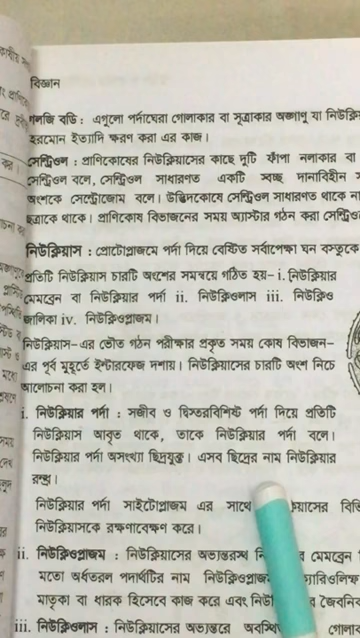 বিজ্ঞান
গলজি বডি : এগুলো পর্দাঘেরা গোলাকার বা সূত্রাকার অঙ্গাণু যা
হরমোন ইত্যাদি ক্ষরণ করা এর কাজ।
সেন্ট্রিওল : প্রাণিকোষের নিউক্লিয়াসের কাছে দুটি ফাঁপা নলাকার বা
সেন্ট্রিওল বলে, সেন্ট্রিওল সাধারণত একটি স্বচ্ছ দানাবিহীন
অংশকে সেন্ট্রোজোম বলে। উদ্ভিদকোষে সেন্ট্রিওল সাধারণত থাকে
ছত্রাকে থাকে। প্রাণিকোষ বিভাজনের সময় অ্যাস্টার গঠন করা
নিউক্লিয়াস : প্রোটোপ্লাজমে পর্দা দিয়ে বেষ্টিত সর্বাপেক্ষা ঘন বস্তুকে
প্রতিটি নিউক্লিয়াস চারটি অংশের সমন্বয়ে গঠিত হয়– i. নিউক্লিয়ার
মেমব্রেন বা নিউক্লিয়ার পর্দা ii. নিউক্লিওলাস iii. নিউক্লিও
জালিকা iv. নিউক্লিওপ্লাজম।
নিউক্লিয়াস-এর ভৌত গঠন পরীক্ষার প্রকৃত সময় কোষ বিভাজন–
এর পূর্ব মুহূর্তে ইন্টারফেজ দশায়। নিউক্লিয়াসের চারটি অংশ নিচে
আলোচনা করা হল।
i. নিউক্লিয়ার পর্দা : সজীব ও দ্বিস্তরবিশিষ্ট পর্দা দিয়ে প্রতিটি
নিউক্লিয়াস আবৃত থাকে, তাকে নিউক্লিয়ার পর্দা বলে।
নিউক্লিয়ার পর্দা অসংখ্য ছিদ্রযুক্ত। এসব ছিদ্রের নাম নিউক্লিয়ার
রন্ধ্র।
নিউক্লিয়ার পর্দা সাইটোপ্লাজম এর সাথে
নিউক্লিয়াসকে রক্ষণাবেক্ষণ করে।
ii. নিউক্লিওপ্লাজম : নিউক্লিয়াসের অভ্যন্তরস্থ মেমব্রেন
মতো অর্ধতরল পদার্থটির নাম নিউক্লিওপ্লাজম
মাতৃকা বা ধারক হিসেবে কাজ করে এবং
iii. নিউক্লিওলাস : নিউক্লিয়াসের অভ্যন্তরে